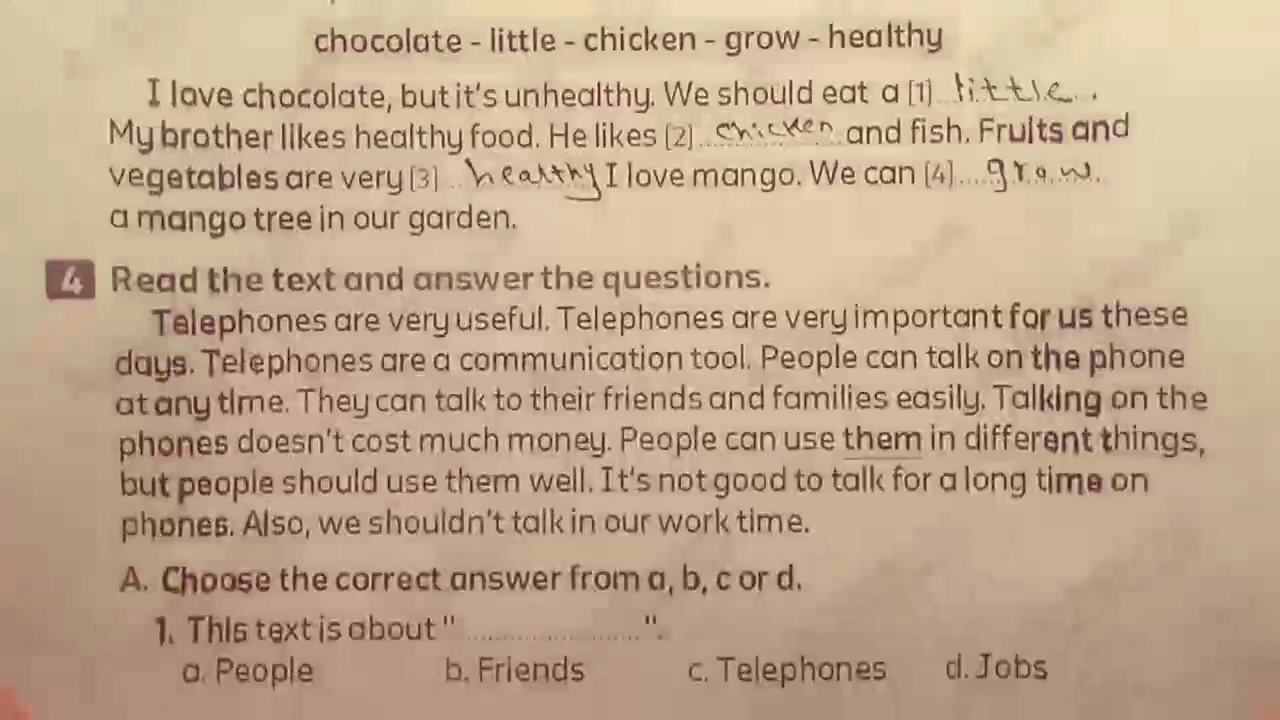 chocolate - little - chicken - grow - healthy
I love chocolate, but it's unhealthy. We should eat a [1] little.
My brother likes healthy food. He likes [2] chicken and fish. Fruits and
vegetables are very [3] healthy I love mango. We can [4] grow
a mango tree in our garden.
4 Read the text and answer the questions.
Telephones are very useful. Telephones are very important for us these
days. Telephones are a communication tool. People can talk on the phone
at any time. They can talk to their friends and families easily. Talking on the
phones doesn't cost much money. People can use them in different things,
but people should use them well. It's not good to talk for a long time on
phones. Also, we shouldn't talk in our work time.
A. Choose the correct answer from a, b, c or d.
1. This text is about "......................".
a. People b. Friends c. Telephones d. Jobs